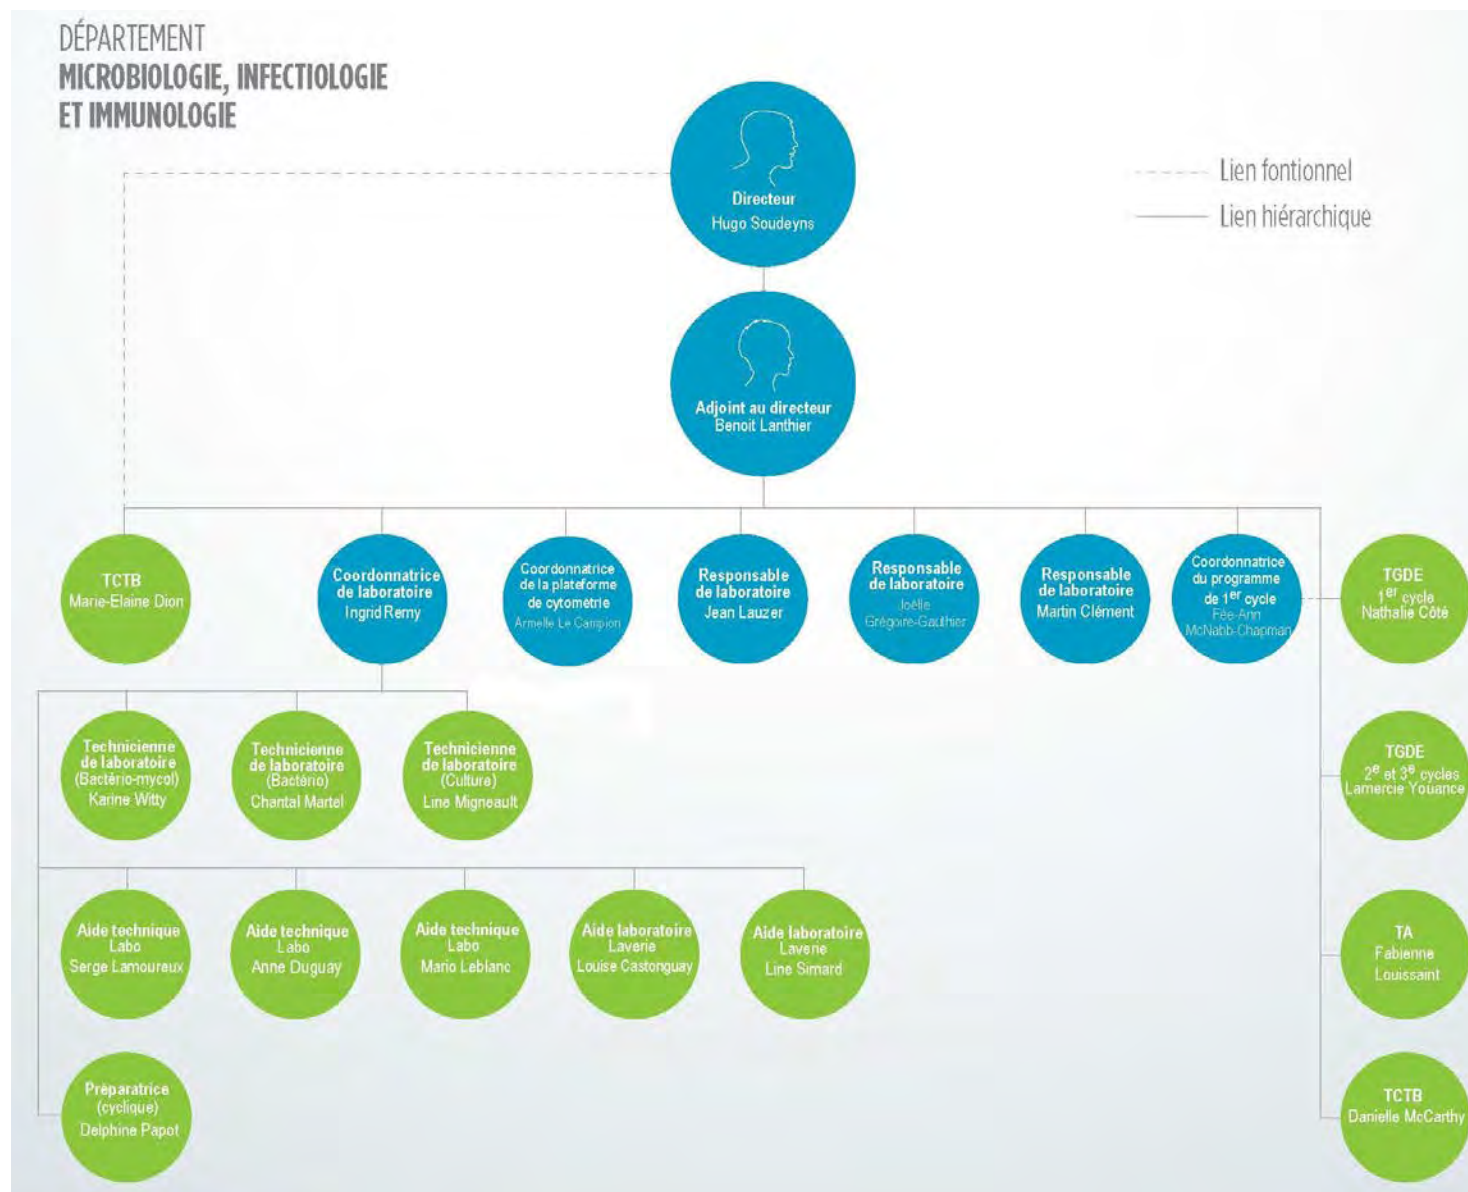 DÉPARTEMENT
MICROBIOLOGIE, INFECTIOLOGIE
ET IMMUNOLOGIE
Directeur
Hugo Soudeyns
Lien fontionnel
Lien hiérarchique
Adjoint au directeur
Benoit Lanthier
TCTB
Marie-Elaine Dion
Coordonnatrice
de laboratoire
Ingrid Remy
Coordonnatrice
de la plateforme
de cytométrie
Armelle Le Campion
Responsable
de laboratoire
Jean Lauzer
Responsable
de laboratoire
Joëlle
Grégoire-Gauthier
Responsable
de laboratoire
Martin Clément
Coordonnatrice
du programme
de 1er cycle
Fée-Ann
McNabb-Chapman
TGDE
1er cycle
Nathalie Côté
Technicienne
de laboratoire
(Bactério-mycol)
Karine Witty
Technicienne
de laboratoire
(Bactério)
Chantal Martel
Technicienne
de laboratoire
(Culture)
Line Migneault
TGDE
2e et 3e cycles
Lamercie Youance
Aide technique
Labo
Serge Lamoureux
Aide technique
Labo
Anne Duguay
Aide technique
Labo
Mario Leblanc
Aide laboratoire
Laverie
Louise Castonguay
Aide laboratoire
Laverie
Line Simard
TA
Fabienne
Louissaint
Préparatrice
(cyclique)
Delphine Papot
TCTB
Danielle McCarthy